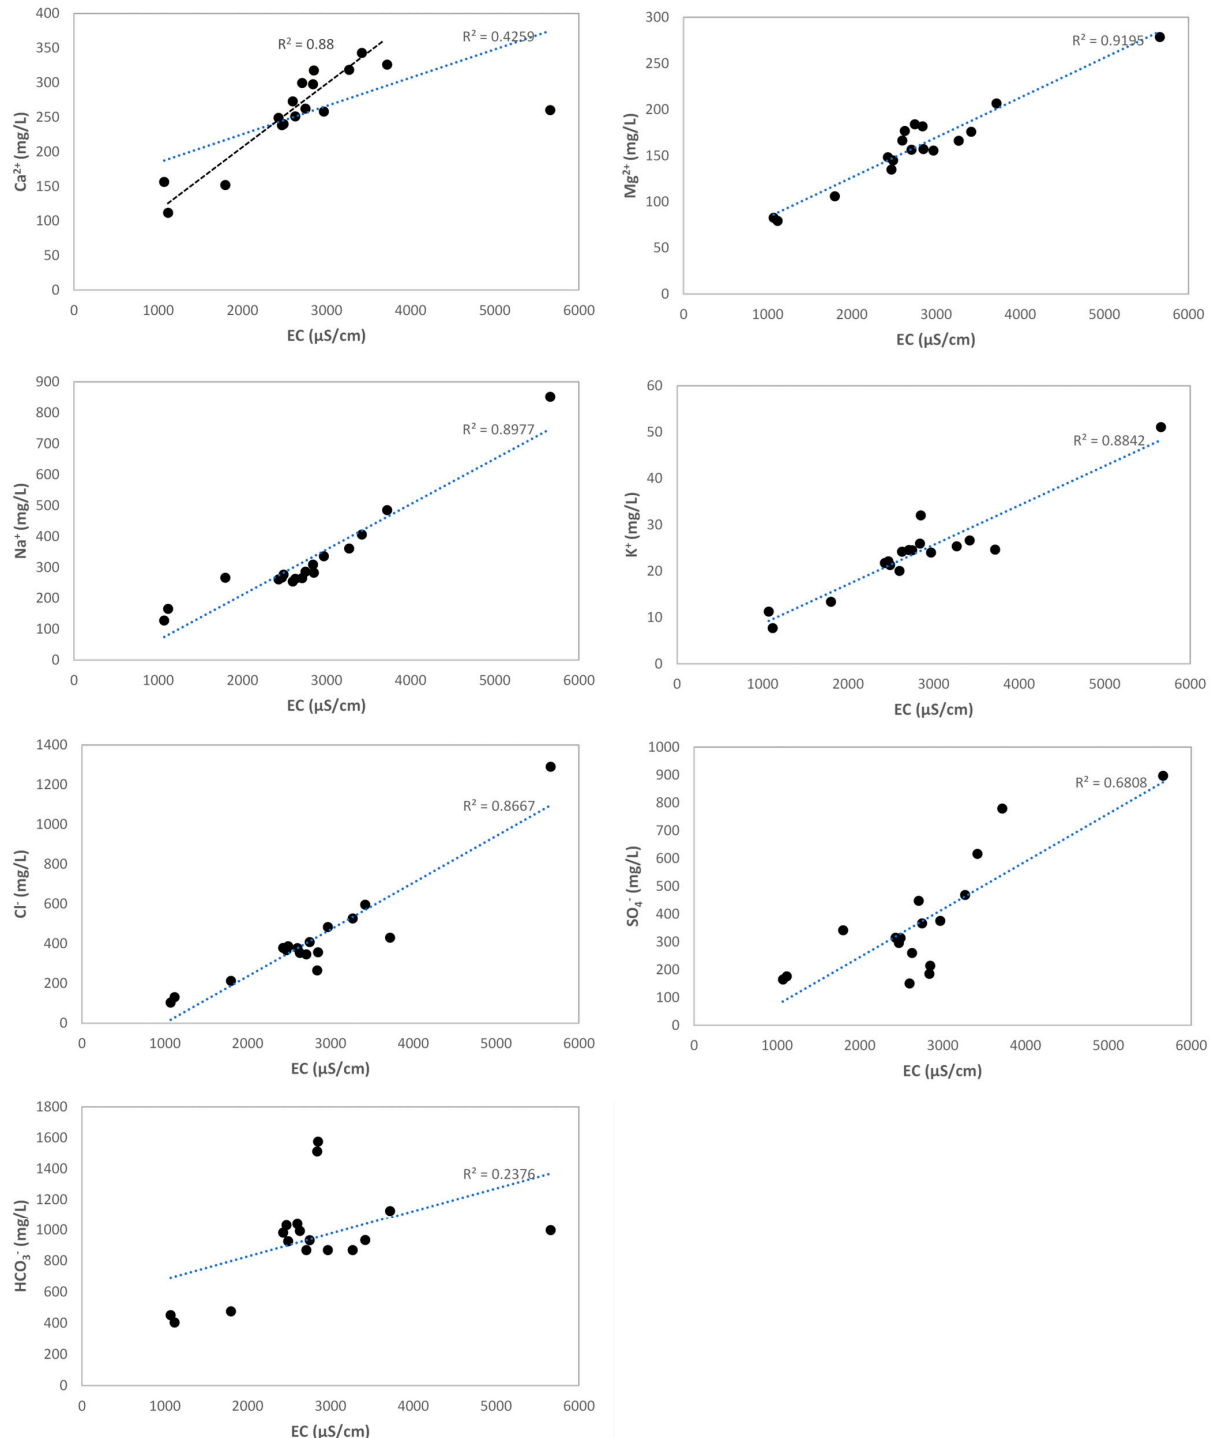 400
350
300
250
200
150
100
50
0
Ca²⁺ (mg/L)
R² = 0.88
R² = 0.4259
0 1000 2000 3000 4000 5000 6000
EC (µS/cm)
300
250
200
150
100
50
0
Mg²⁺ (mg/L)
R² = 0.9195
0 1000 2000 3000 4000 5000 6000
EC (µS/cm)
900
800
700
600
500
400
300
200
100
0
Na⁺ (mg/L)
R² = 0.8977
0 1000 2000 3000 4000 5000 6000
EC (µS/cm)
60
50
40
30
20
10
0
K⁺ (mg/L)
R² = 0.8842
0 1000 2000 3000 4000 5000 6000
EC (µS/cm)
1400
1200
1000
800
600
400
200
0
Cl⁻ (mg/L)
R² = 0.8667
0 1000 2000 3000 4000 5000 6000
EC (µS/cm)
1000
900
800
700
600
500
400
300
200
100
0
SO₄⁻ (mg/L)
R² = 0.6808
0 1000 2000 3000 4000 5000 6000
EC (µS/cm)
1800
1600
1400
1200
1000
800
600
400
200
0
HCO₃⁻ (mg/L)
R² = 0.2376
0 1000 2000 3000 4000 5000 6000
EC (µS/cm)